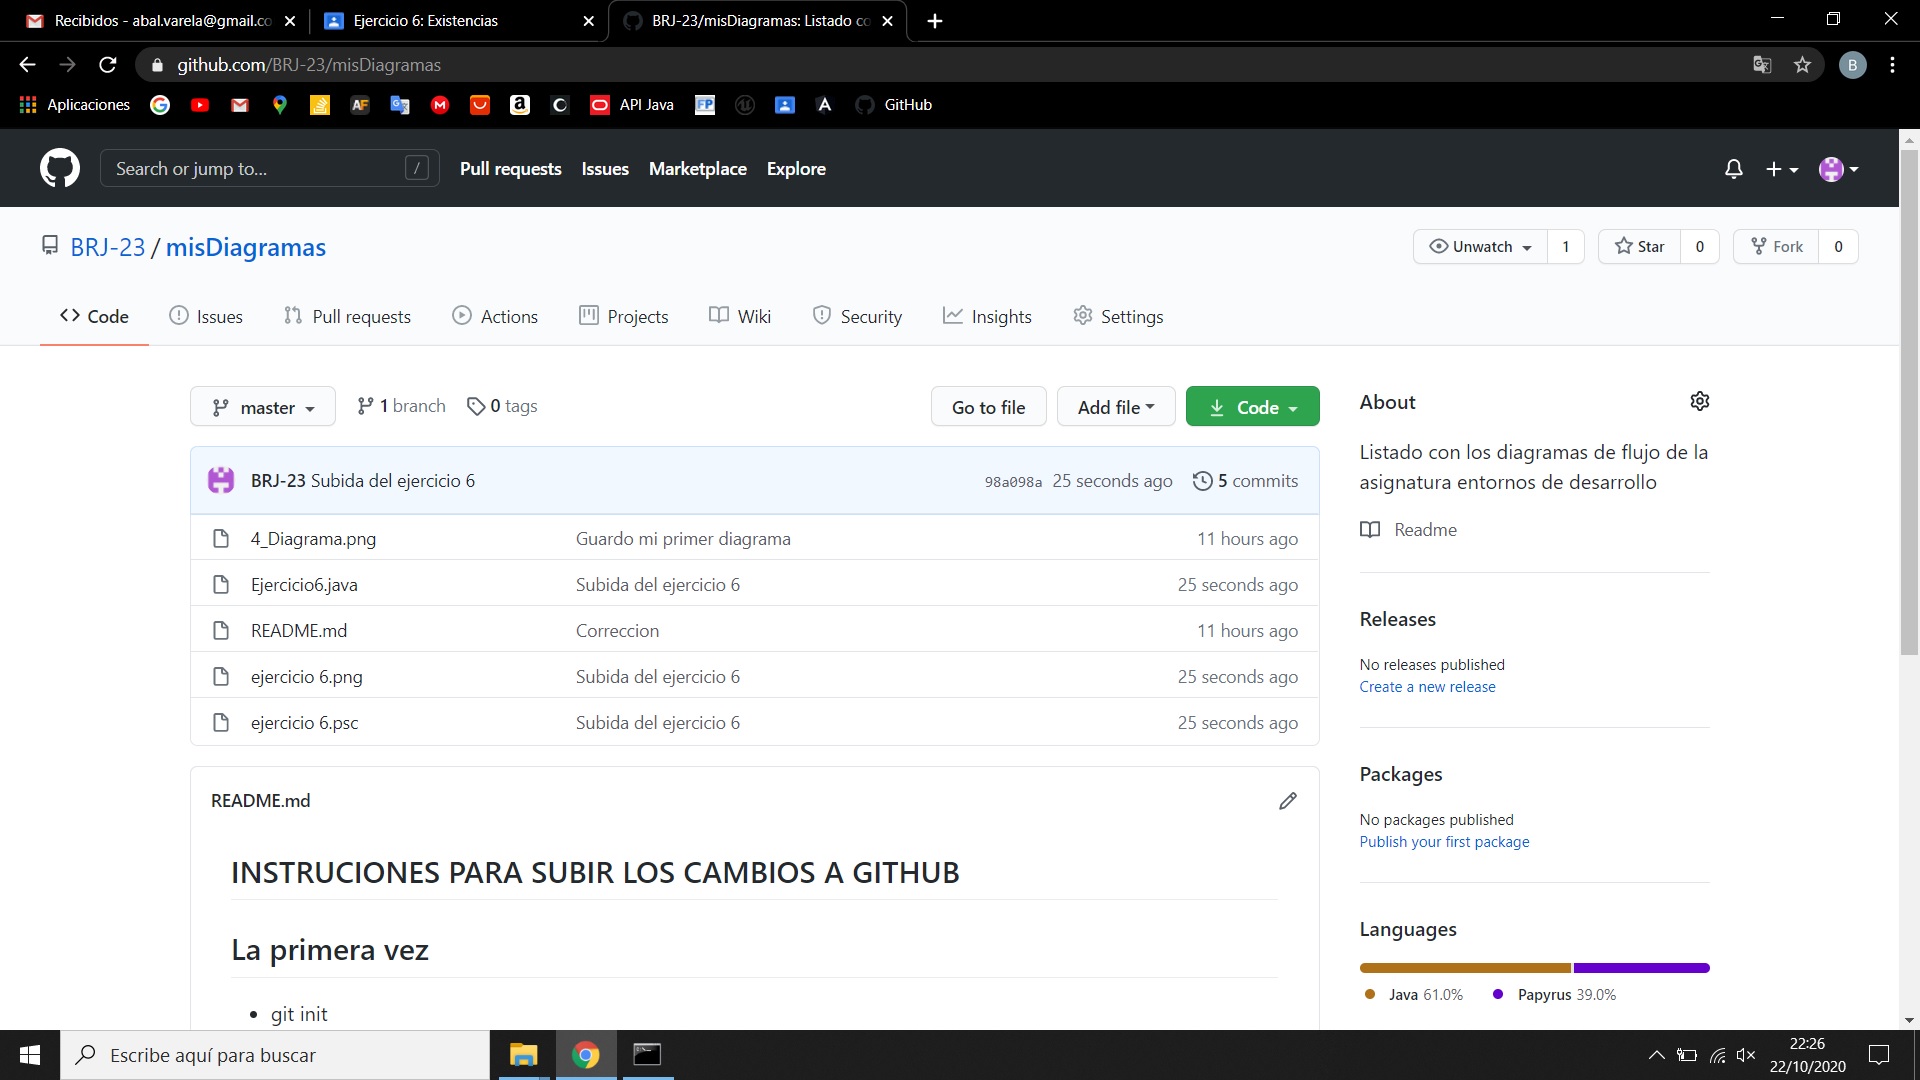 Recibidos - abal.varela@gmail.co
Ejercicio 6: Existencias
BRJ-23/misDiagramas: Listado co
github.com/BRJ-23/misDiagramas
B
Aplicaciones
AF
API Java
FP
GitHub
Search or jump to...
/
Pull requests
Issues
Marketplace
Explore
BRJ-23 / misDiagramas
Unwatch 1
Star 0
Fork 0
Code
Issues
Pull requests
Actions
Projects
Wiki
Security
Insights
Settings
master
1 branch
0 tags
Go to file
Add file
Code
BRJ-23 Subida del ejercicio 6 98a098a 25 seconds ago 5 commits
4_Diagrama.png Guardo mi primer diagrama 11 hours ago
Ejercicio6.java Subida del ejercicio 6 25 seconds ago
README.md Correccion 11 hours ago
ejercicio 6.png Subida del ejercicio 6 25 seconds ago
ejercicio 6.psc Subida del ejercicio 6 25 seconds ago
README.md
INSTRUCIONES PARA SUBIR LOS CAMBIOS A GITHUB
La primera vez
git init
About
Listado con los diagramas de flujo de la
asignatura entornos de desarrollo
Readme
Releases
No releases published
Create a new release
Packages
No packages published
Publish your first package
Languages
Java 61.0%
Papyrus 39.0%
Escribe aquí para buscar
22:26
22/10/2020